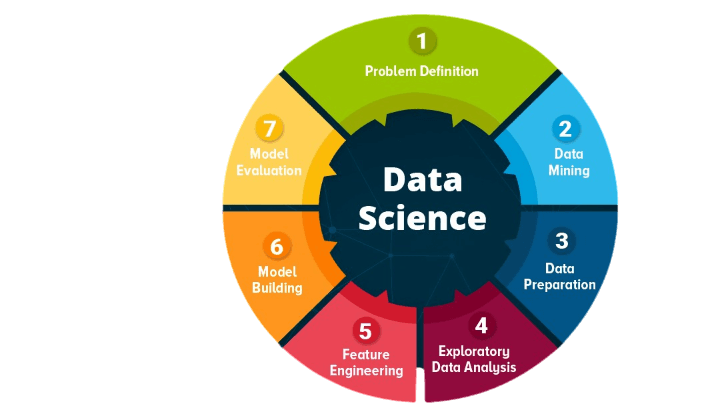 1
Problem Definition
2
Data
Mining
3
Data
Preparation
4
Exploratory
Data Analysis
5
Feature
Engineering
6
Model
Building
7
Model
Evaluation
Data
Science